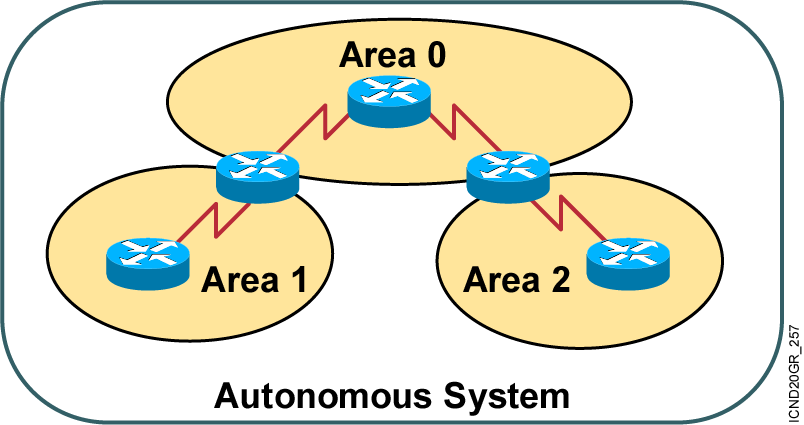 Area 0
Area 1
Area 2
Autonomous System
ICND20GR_257